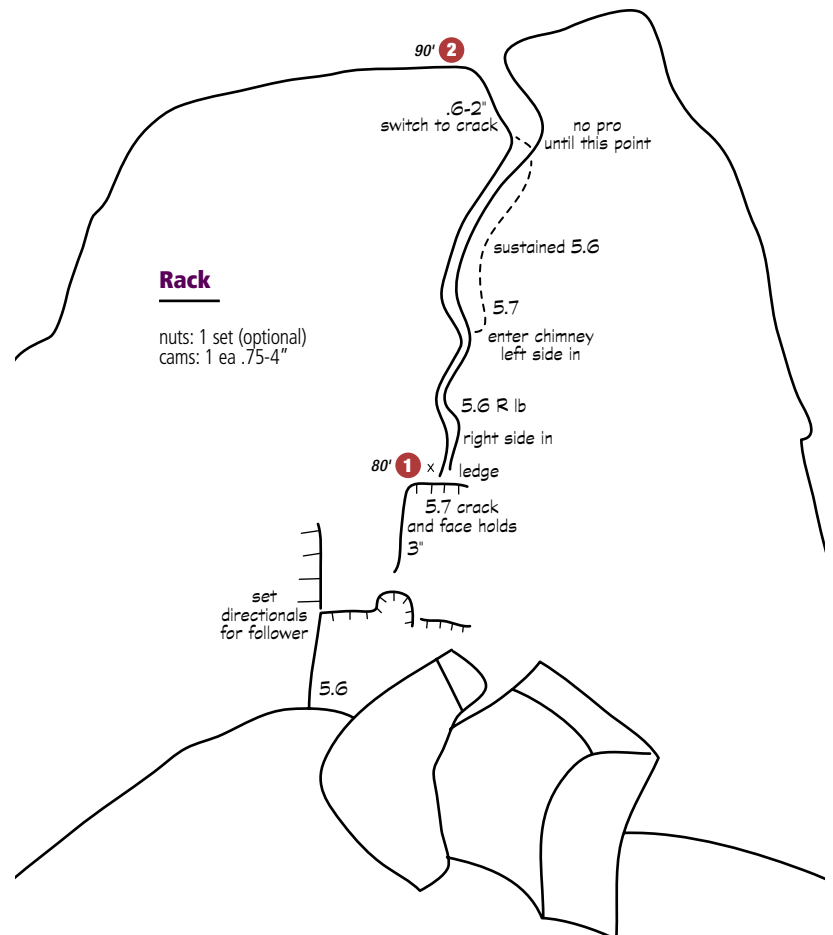 90' 2
.6-2"
switch to crack
no pro
until this point
sustained 5.6
Rack
5.7
nuts: 1 set (optional)
cams: 1 ea .75-4"
enter chimney
left side in
5.6 R lb
right side in
80' 1 x ledge
5.7 crack
and face holds
3"
set
directionals
for follower
5.6